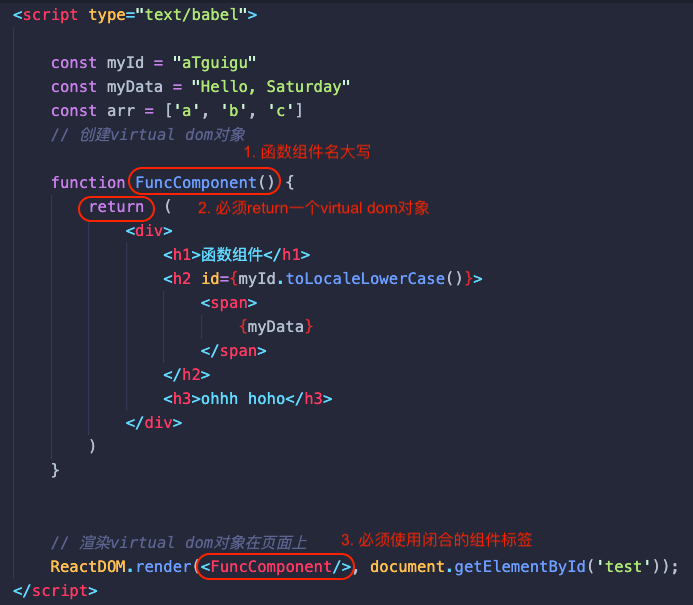 <script type="text/babel">
const myId = "aTguigu"
const myData = "Hello, Saturday"
const arr = ['a', 'b', 'c']
// 创建virtual dom对象
1. 函数组件名大写
function FuncComponent() {
return ( 2. 必须return一个virtual dom对象
<div>
<h1>函数组件</h1>
<h2 id={myId.toLocaleLowerCase()}>
<span>
{myData}
</span>
</h2>
<h3>ohhh hoho</h3>
</div>
)
}
// 渲染virtual dom对象在页面上 3. 必须使用闭合的组件标签
ReactDOM.render(<FuncComponent/>, document.getElementById('test'));
</script>